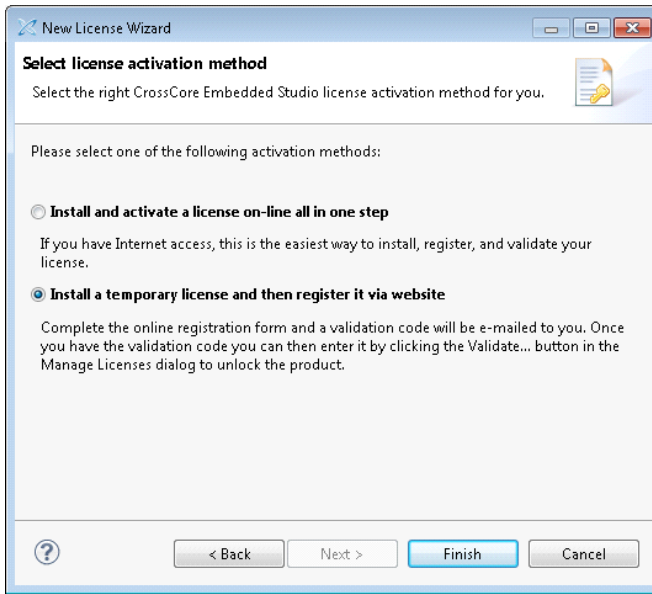 New License Wizard
Select license activation method
Select the right CrossCore Embedded Studio license activation method for you.
Please select one of the following activation methods:
Install and activate a license on-line all in one step
If you have Internet access, this is the easiest way to install, register, and validate your
license.
Install a temporary license and then register it via website
Complete the online registration form and a validation code will be e-mailed to you. Once
you have the validation code you can then enter it by clicking the Validate... button in the
Manage Licenses dialog to unlock the product.
?
< Back
Next >
Finish
Cancel